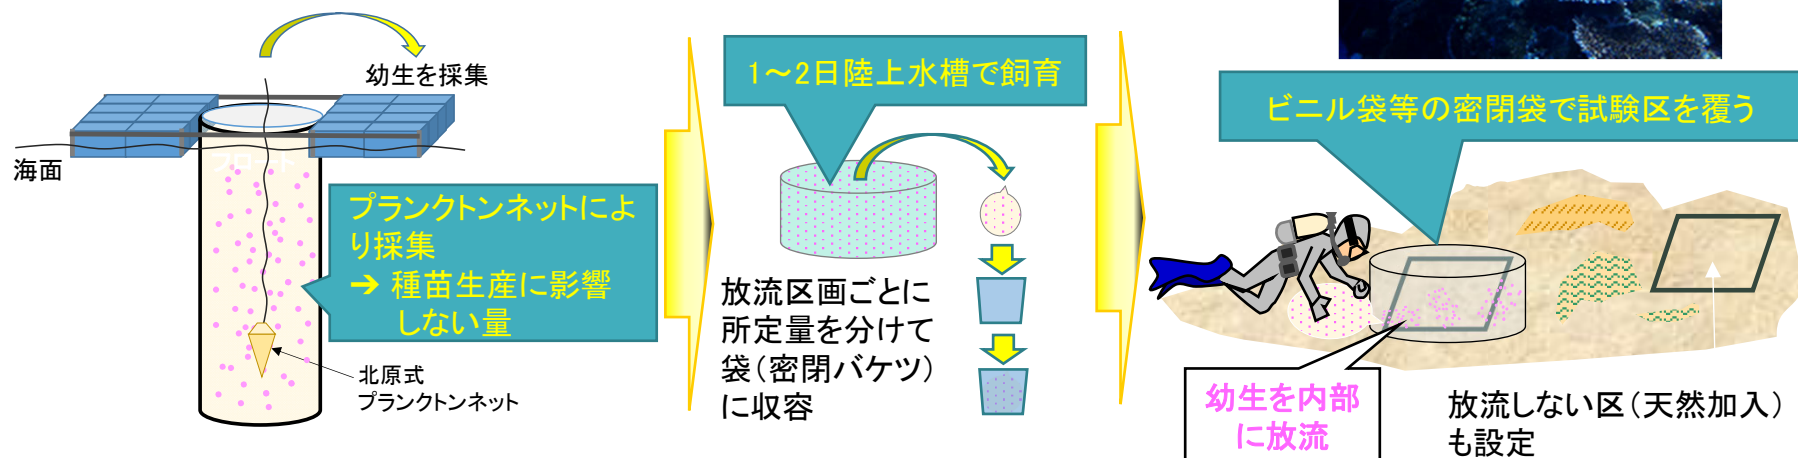 幼生を採集
海面
フロート
プランクトンネットによ
り採集
➔ 種苗生産に影響
しない量
北原式
プランクトンネット
1～2日陸上水槽で飼育
放流区画ごとに
所定量を分けて
袋(密閉バケツ)
に収容
ビニル袋等の密閉袋で試験区を覆う
幼生を内部
に放流
放流しない区(天然加入)
も設定